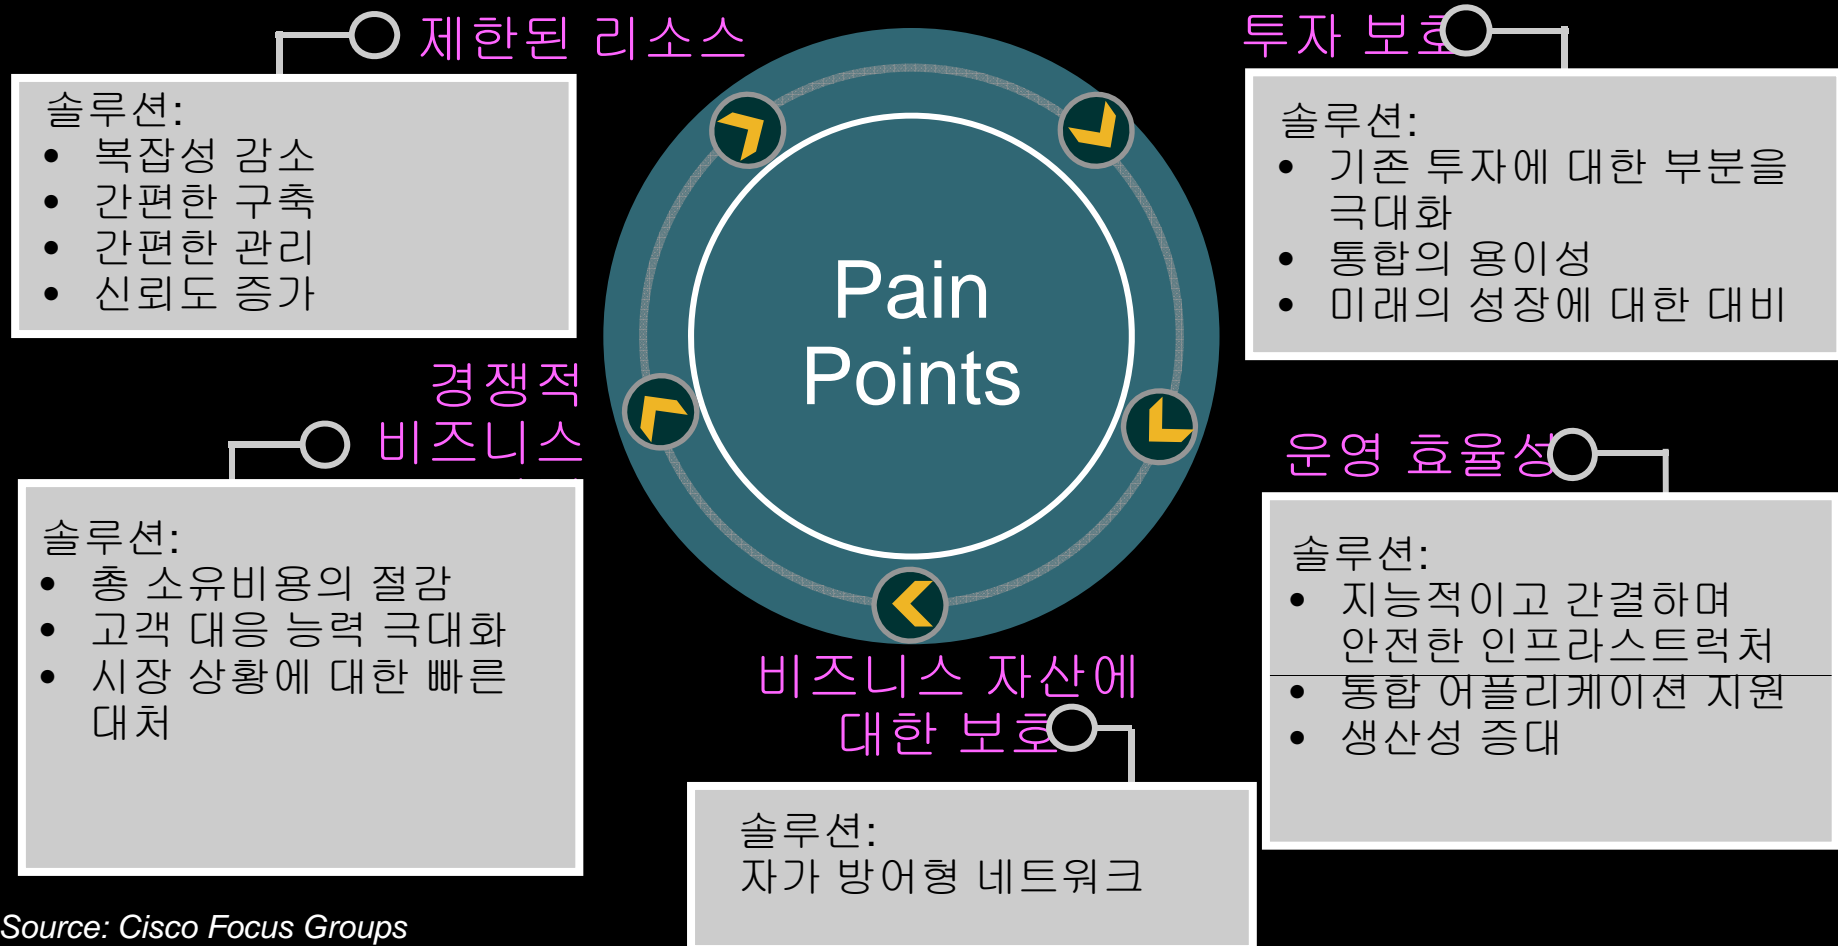 제한된 리소스
솔루션:
• 복잡성 감소
• 간편한 구축
• 간편한 관리
• 신뢰도 증가
투자 보호
솔루션:
• 기존 투자에 대한 부분을
극대화
• 통합의 용이성
• 미래의 성장에 대한 대비
Pain
Points
경쟁적
비즈니스
솔루션:
• 총 소유비용의 절감
• 고객 대응 능력 극대화
• 시장 상황에 대한 빠른
대처
운영 효율성
솔루션:
• 지능적이고 간결하며
안전한 인프라스트럭처
• 통합 어플리케이션 지원
• 생산성 증대
비즈니스 자산에
대한 보호
솔루션:
자가 방어형 네트워크
Source: Cisco Focus Groups